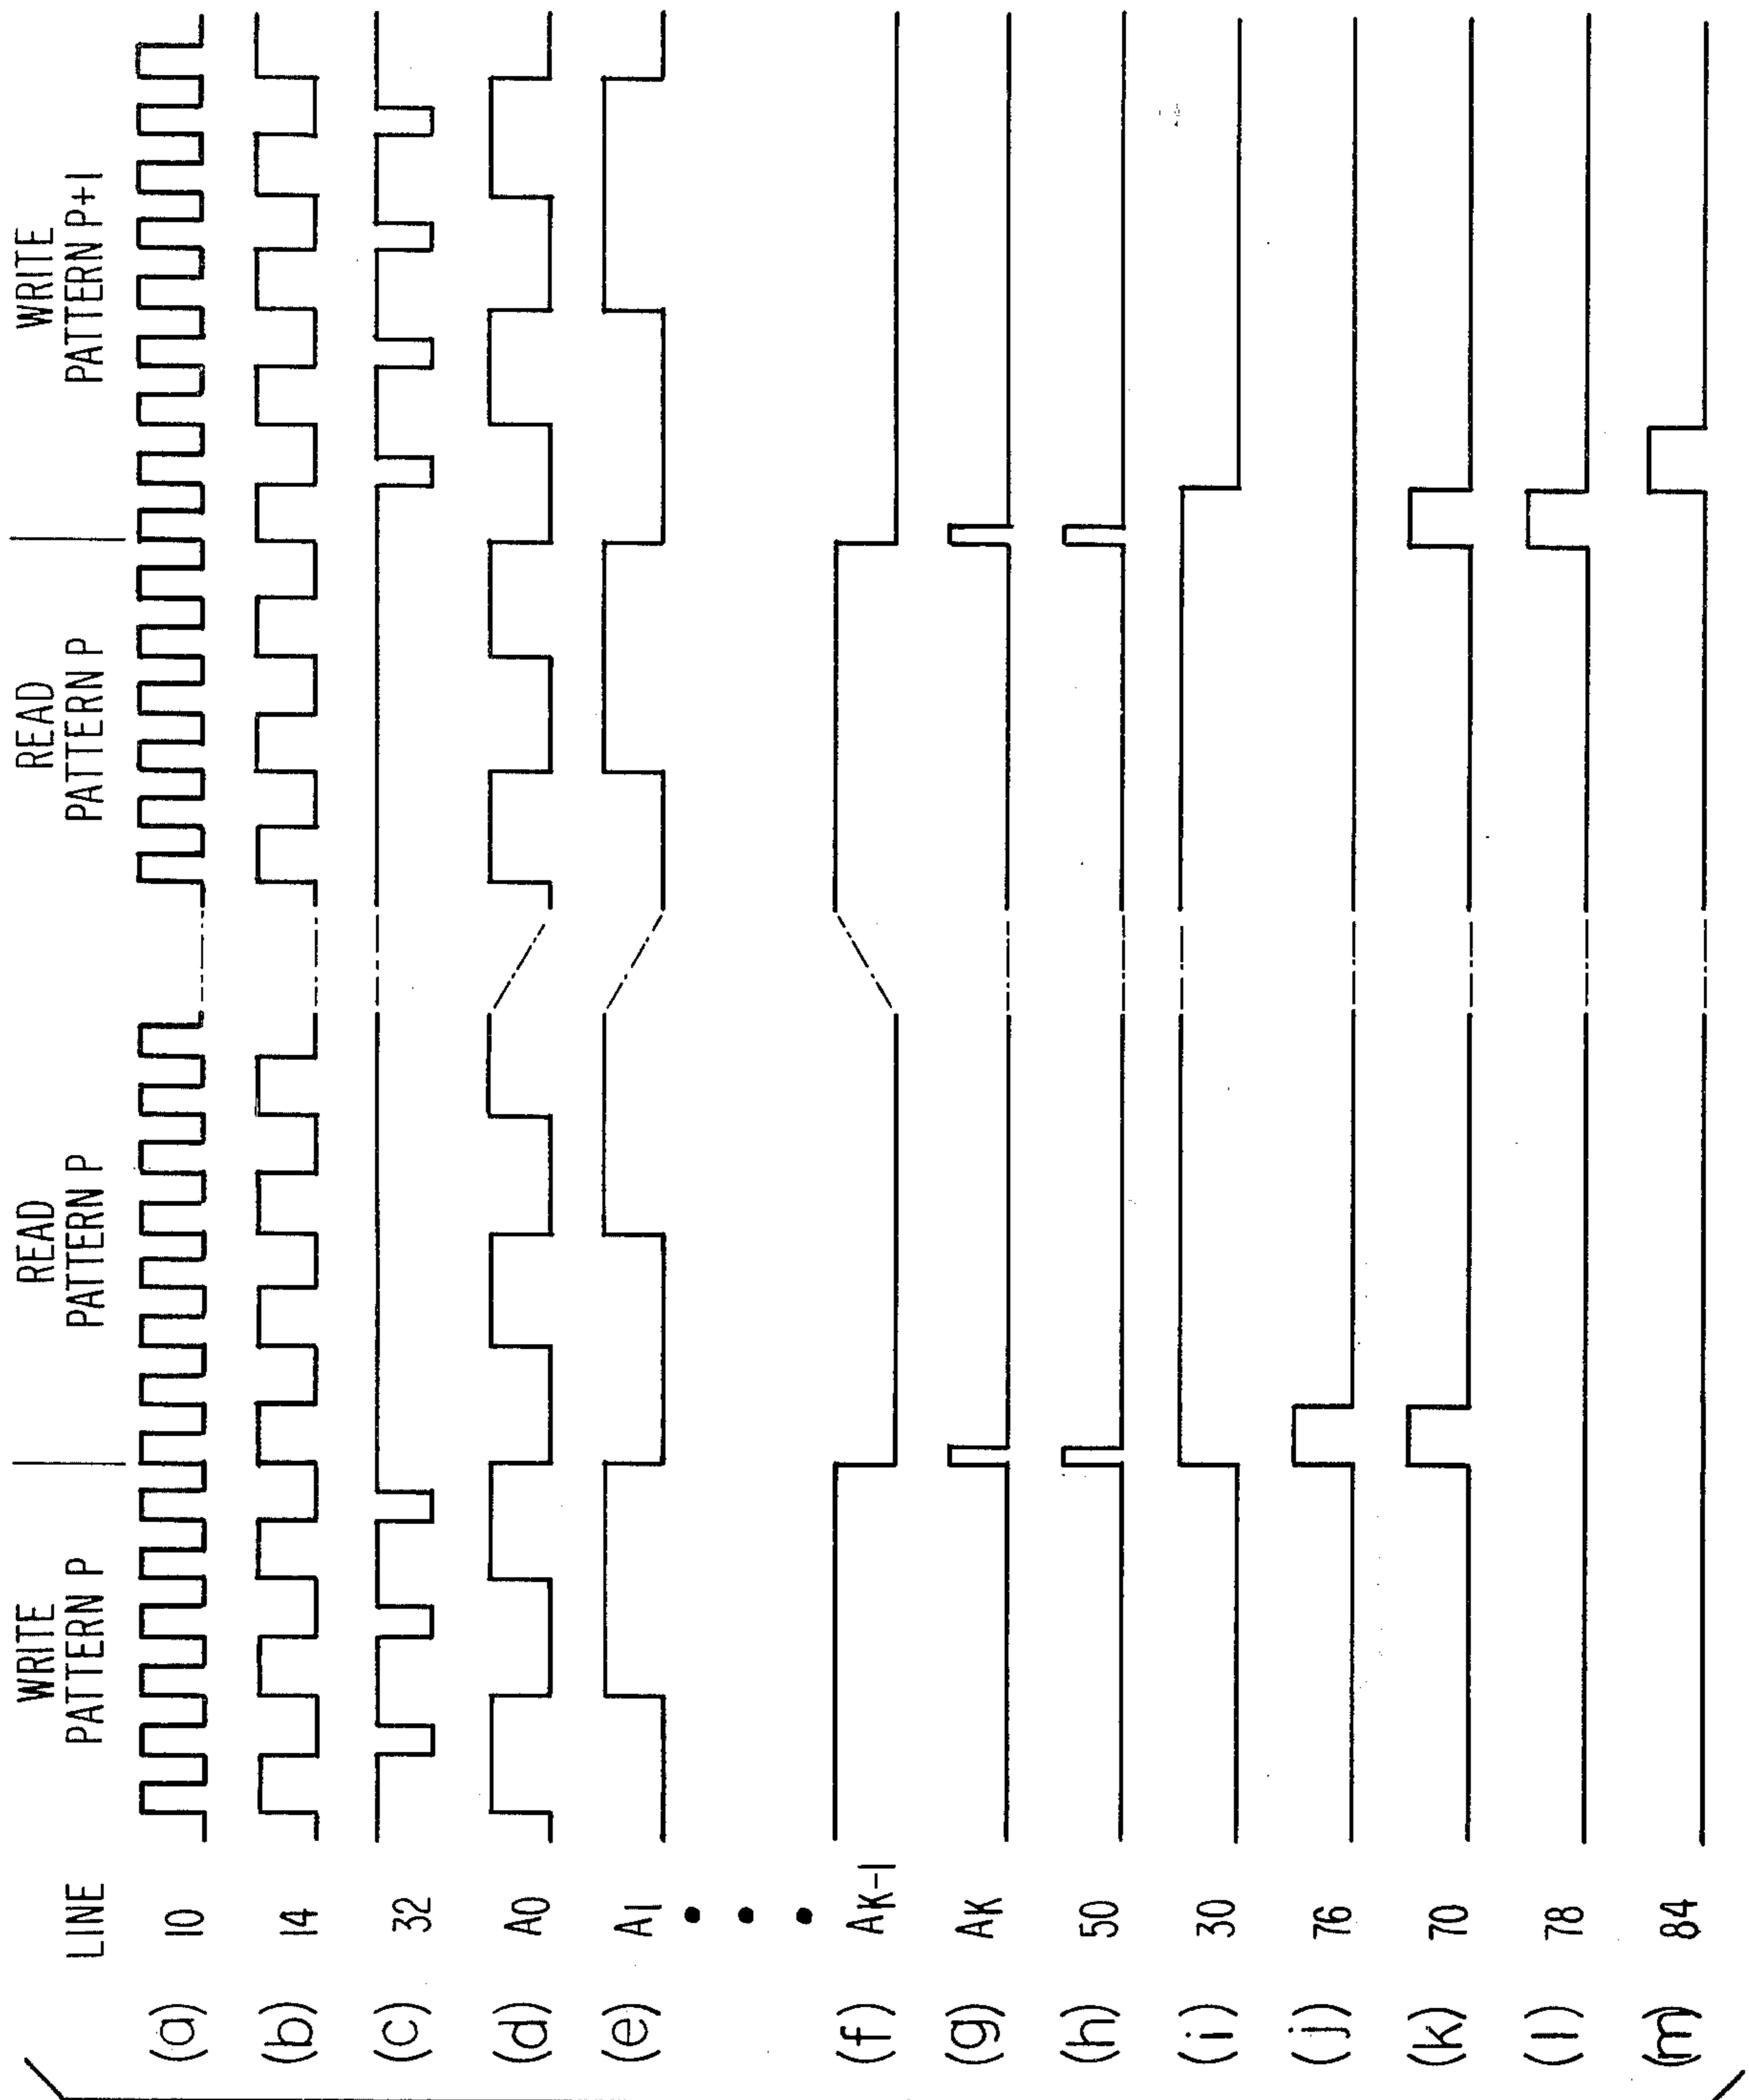 WRITE
PATTERN P
READ
PATTERN P
READ
PATTERN P
WRITE
PATTERN P+1
LINE
(a) 10
(b) 14
(c) 32
(d) A0
(e) A1
(f) AK-1
(g) AK
(h) 50
(i) 30
(j) 76
(k) 70
(l) 78
(m) 84